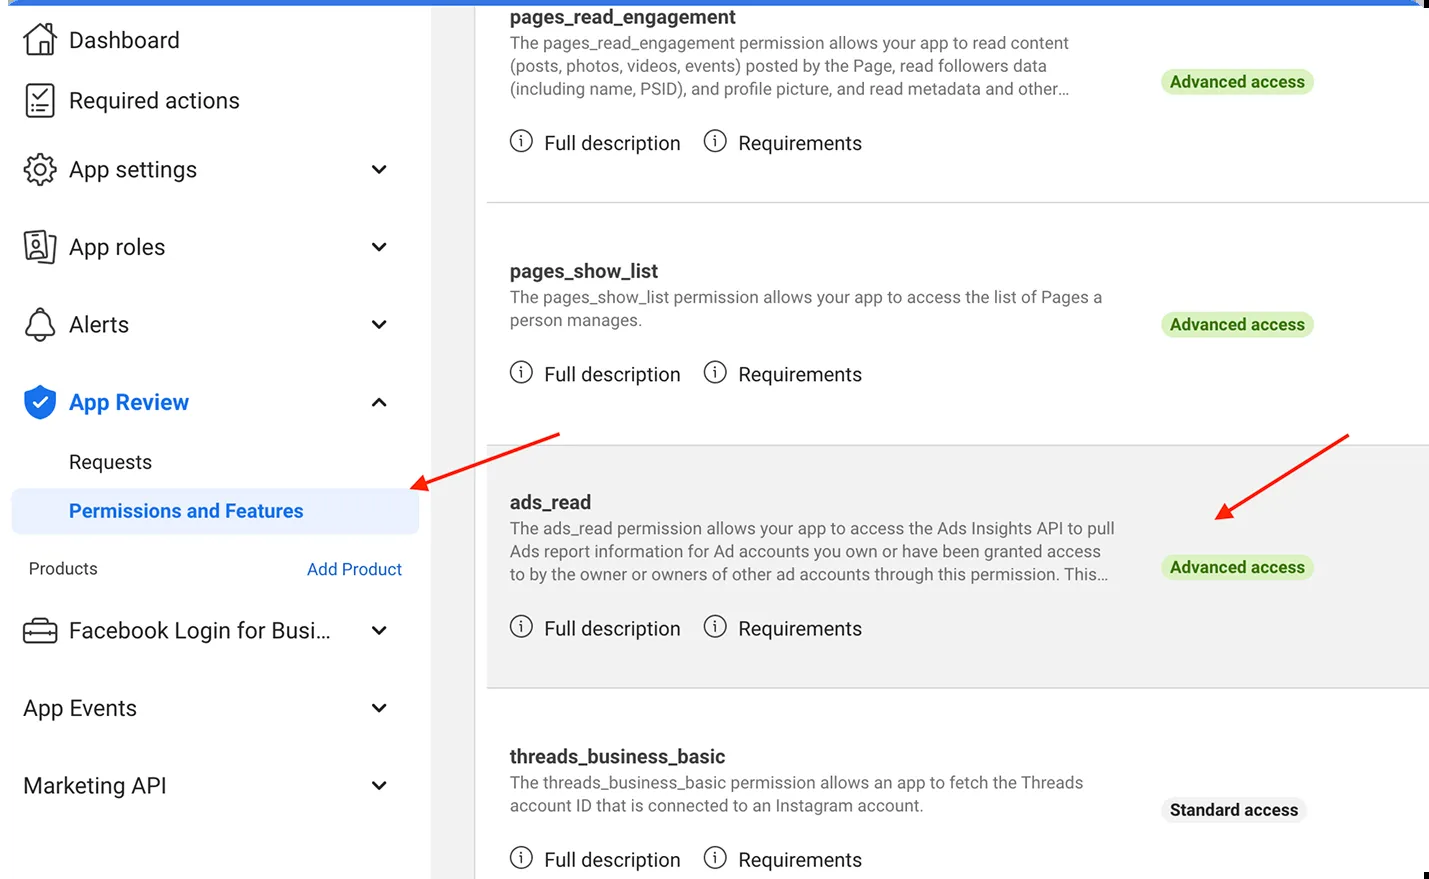 Dashboard
Required actions
App settings
App roles
Alerts
App Review
Requests
Permissions and Features
Products
Add Product
Facebook Login for Busi...
App Events
Marketing API
pages_read_engagement
The pages_read_engagement permission allows your app to read content
(posts, photos, videos, events) posted by the Page, read followers data
(including name, PSID), and profile picture, and read metadata and other...
Advanced access
Full description
Requirements
pages_show_list
The pages_show_list permission allows your app to access the list of Pages a
person manages.
Advanced access
Full description
Requirements
ads_read
The ads_read permission allows your app to access the Ads Insights API to pull
Ads report information for Ad accounts you own or have been granted access
to by the owner or owners of other ad accounts through this permission. This...
Advanced access
Full description
Requirements
threads_business_basic
The threads_business_basic permission allows an app to fetch the Threads
account ID that is connected to an Instagram account.
Standard access
Full description
Requirements